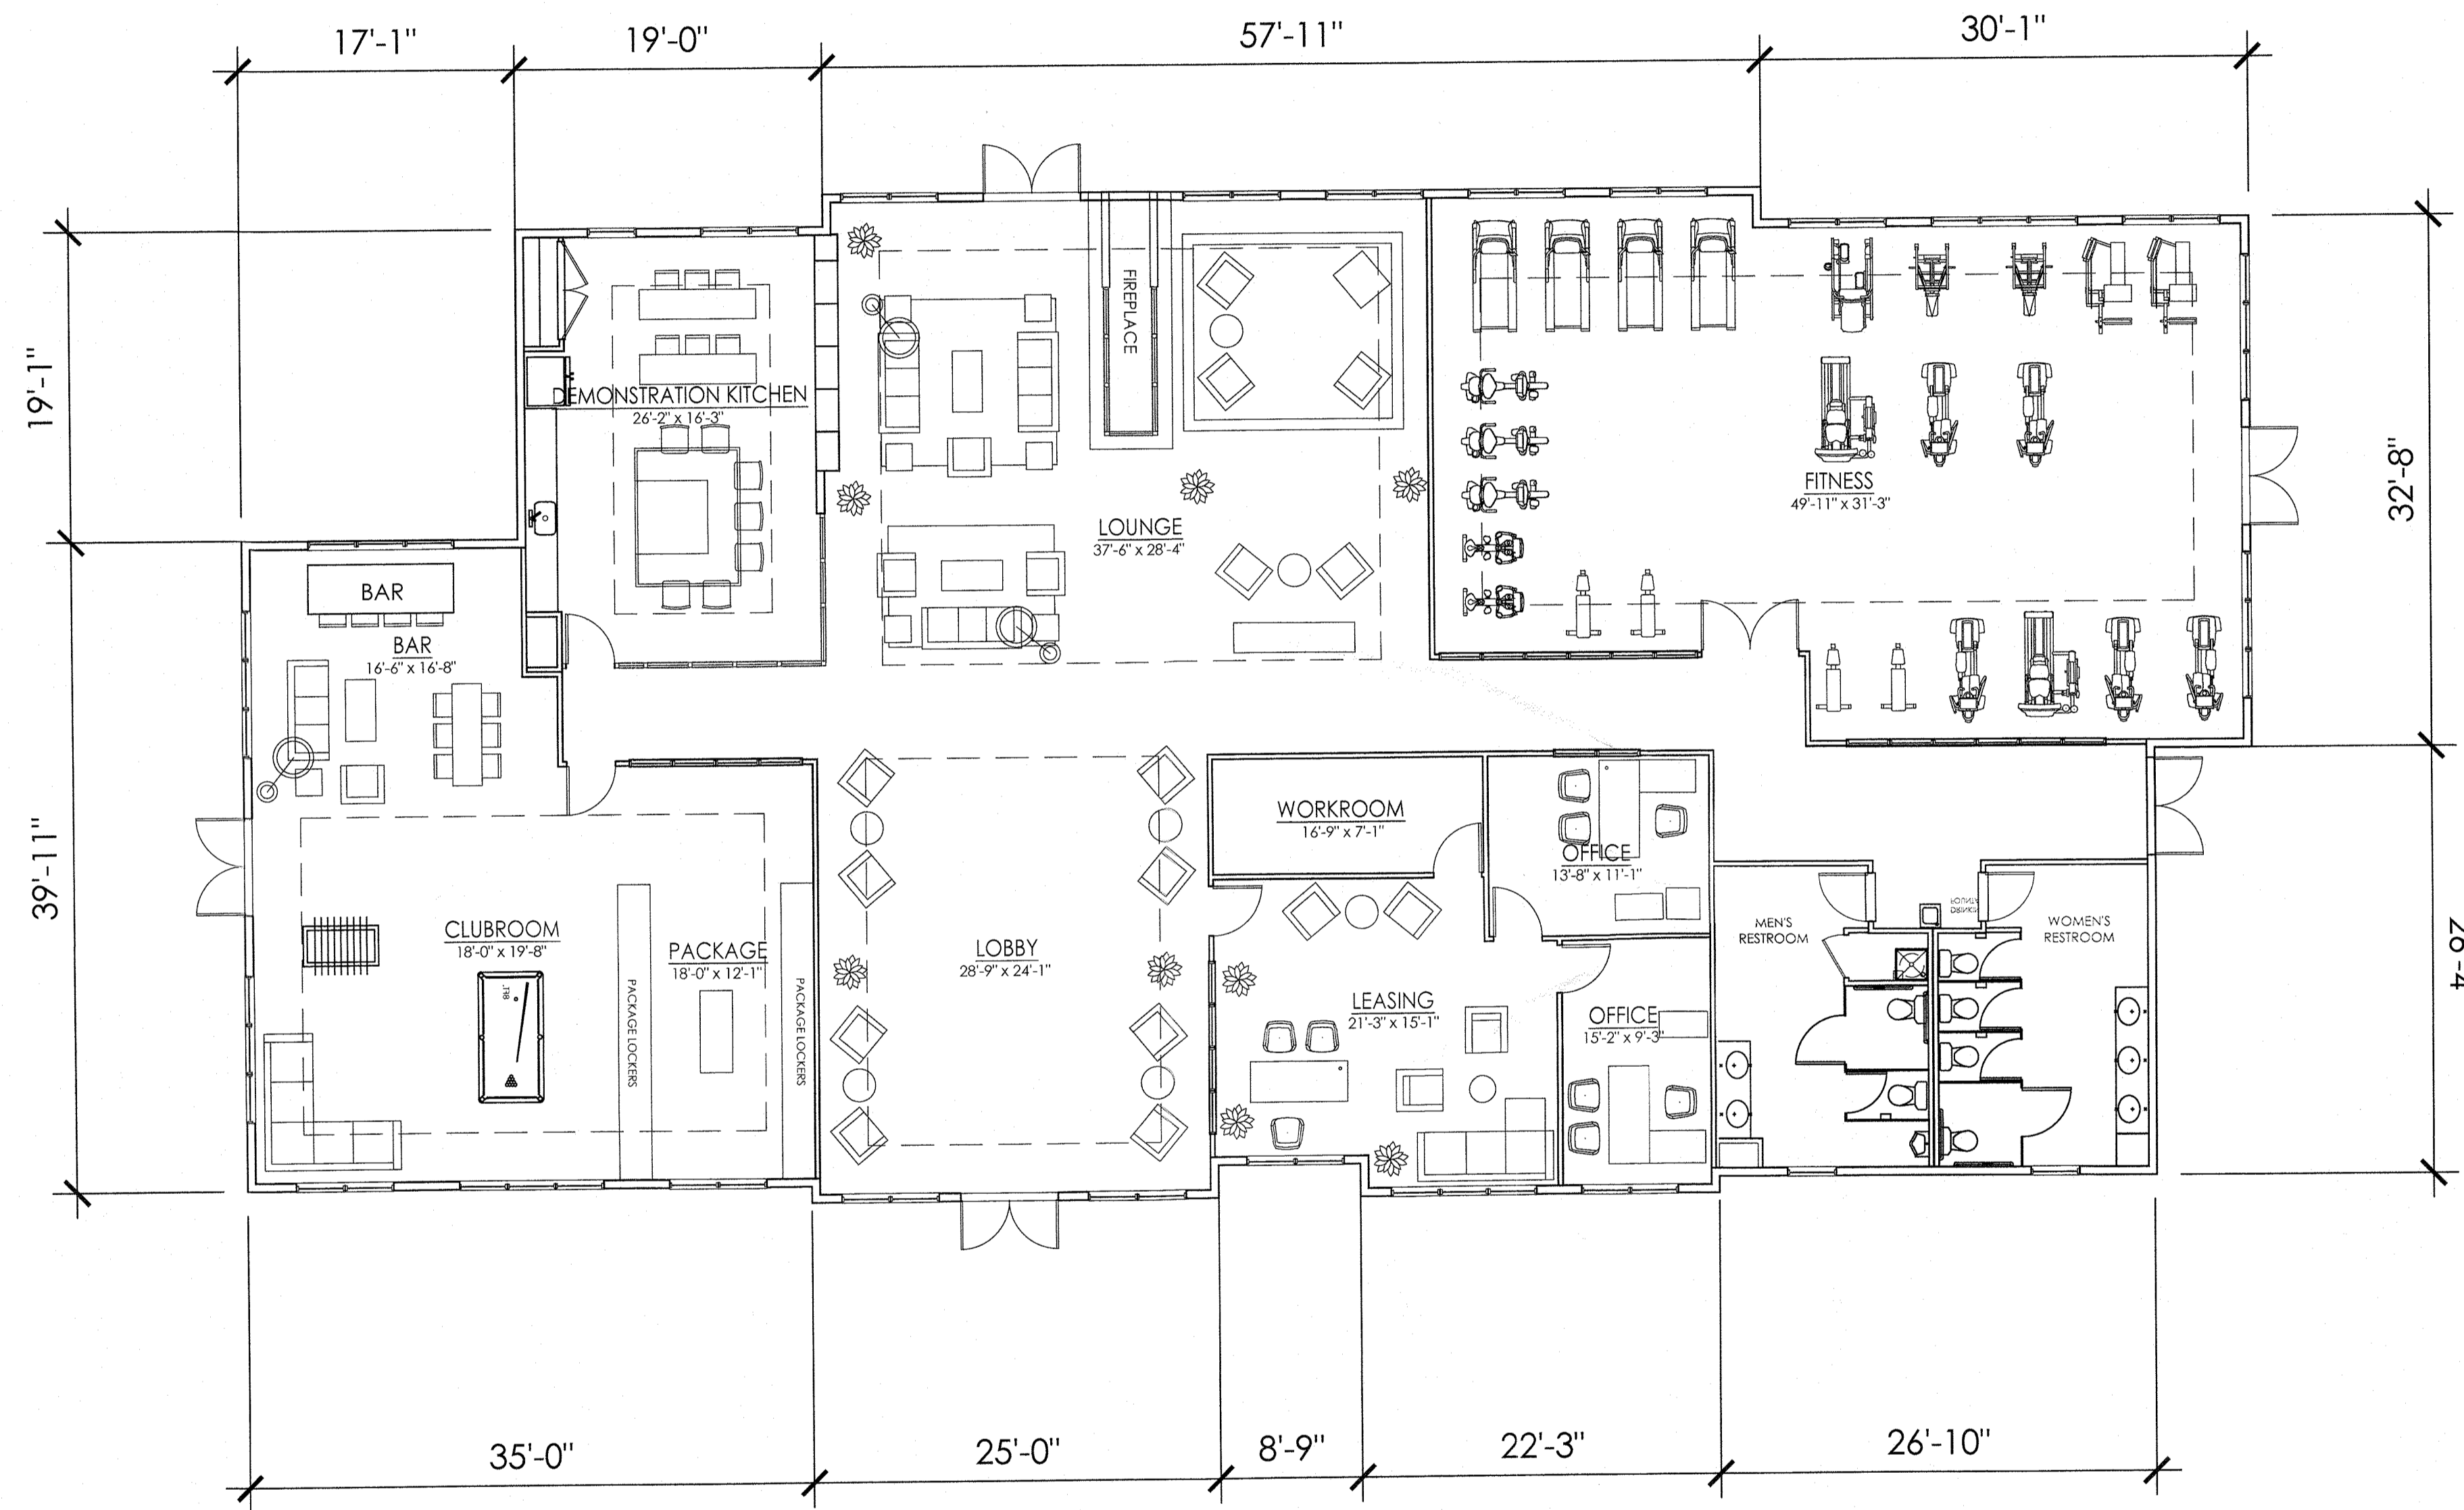 17'-1"
19'-0"
57'-11"
30'-1"
19'-1"
39'-11"
32'-8"
FIREPLACE
DEMONSTRATION KITCHEN
26'-2" x 16'-3"
FITNESS
49'-11" x 31'-3"
LOUNGE
37'-6" x 28'-4"
BAR
BAR
16'-6" x 16'-8"
WORKROOM
16'-9" x 7'-1"
OFFICE
13'-8" x 11'-1"
CLUBROOM
18'-0" x 19'-8"
8FT.
PACKAGE
18'-0" x 12'-1"
PACKAGE LOCKERS
PACKAGE LOCKERS
LOBBY
28'-9" x 24'-1"
LEASING
21'-3" x 15'-1"
OFFICE
15'-2" x 9'-3"
MEN'S
RESTROOM
WOMEN'S
RESTROOM
35'-0"
25'-0"
8'-9"
22'-3"
26'-10"